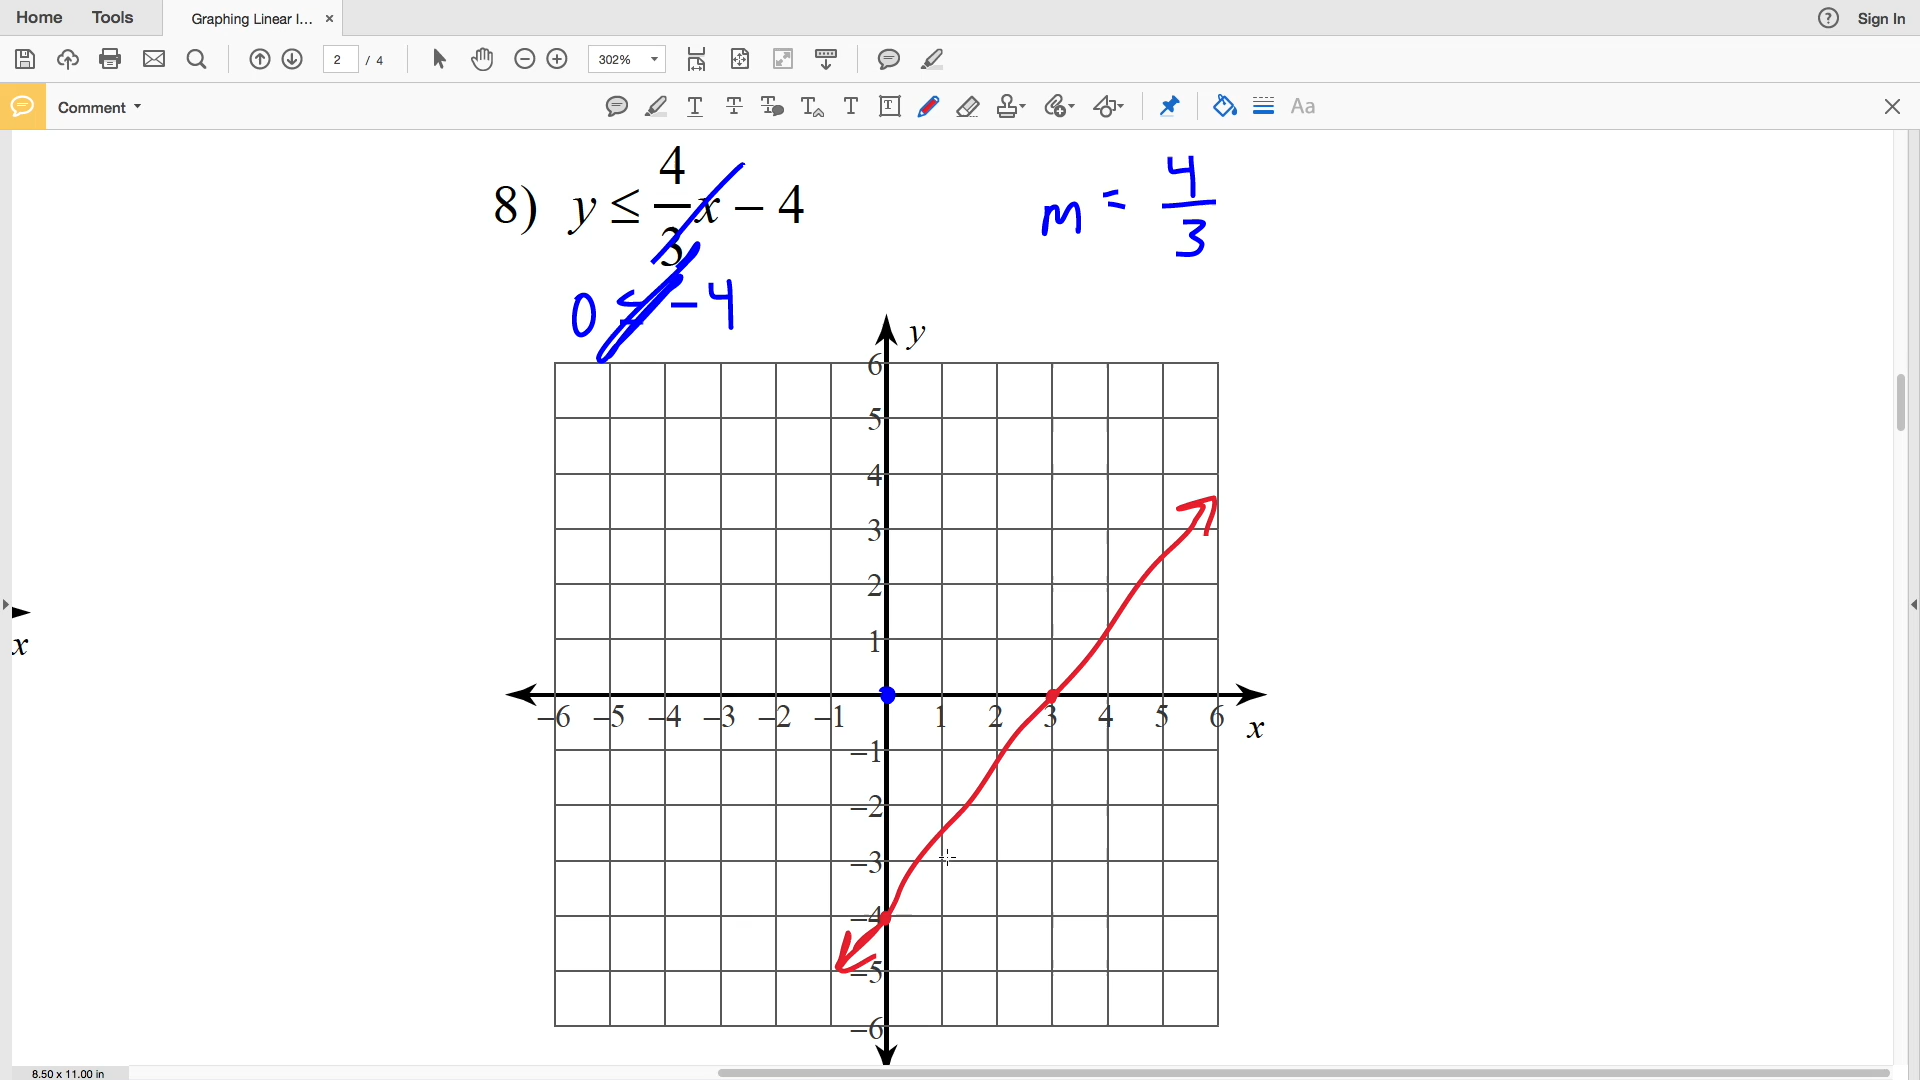 Home Tools Graphing Linear I... × ? Sign In
2 / 4 302%
Comment Aa
8) y ≤ 4/3 x − 4
m = 4/3
0 ≤ −4
y
6
5
4
3
2
1
−6 −5 −4 −3 −2 −1 1 2 3 4 5 6
x
x
−1
−2
−3
−4
−5
−6
8.50 x 11.00 in